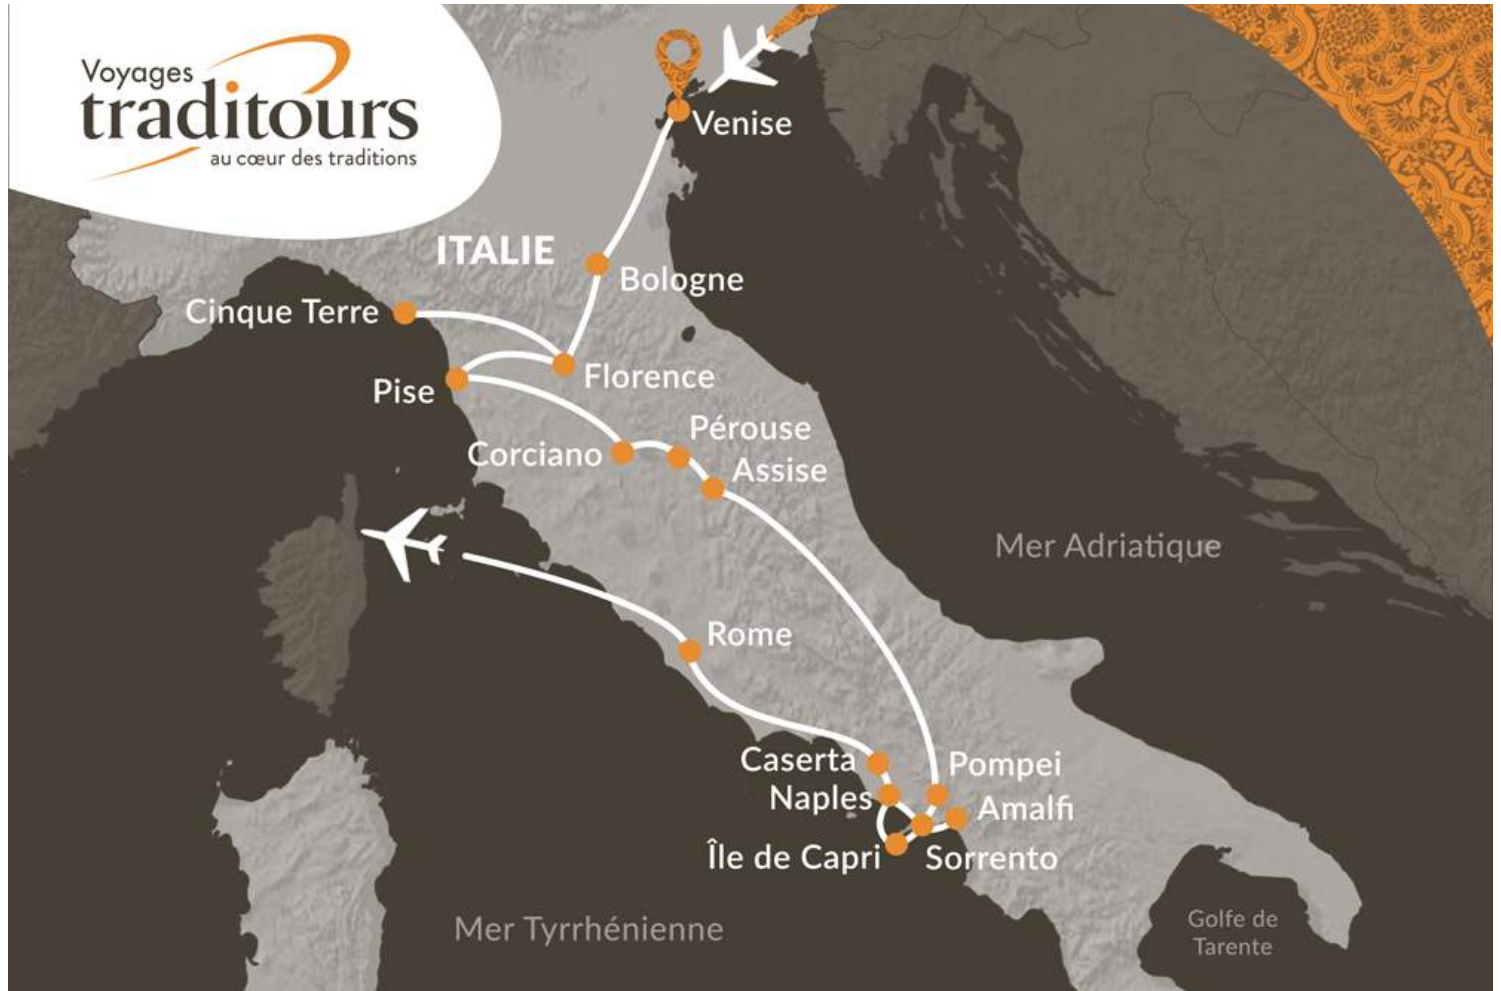 Voyages
traditours
au cœur des traditions
Venise
ITALIE
Bologne
Cinque Terre
Florence
Pise
Pérouse
Corciano
Assise
Mer Adriatique
Rome
Caserta
Pompei
Naples
Amalfi
Île de Capri
Sorrento
Mer Tyrrhénienne
Golfe de
Tarente